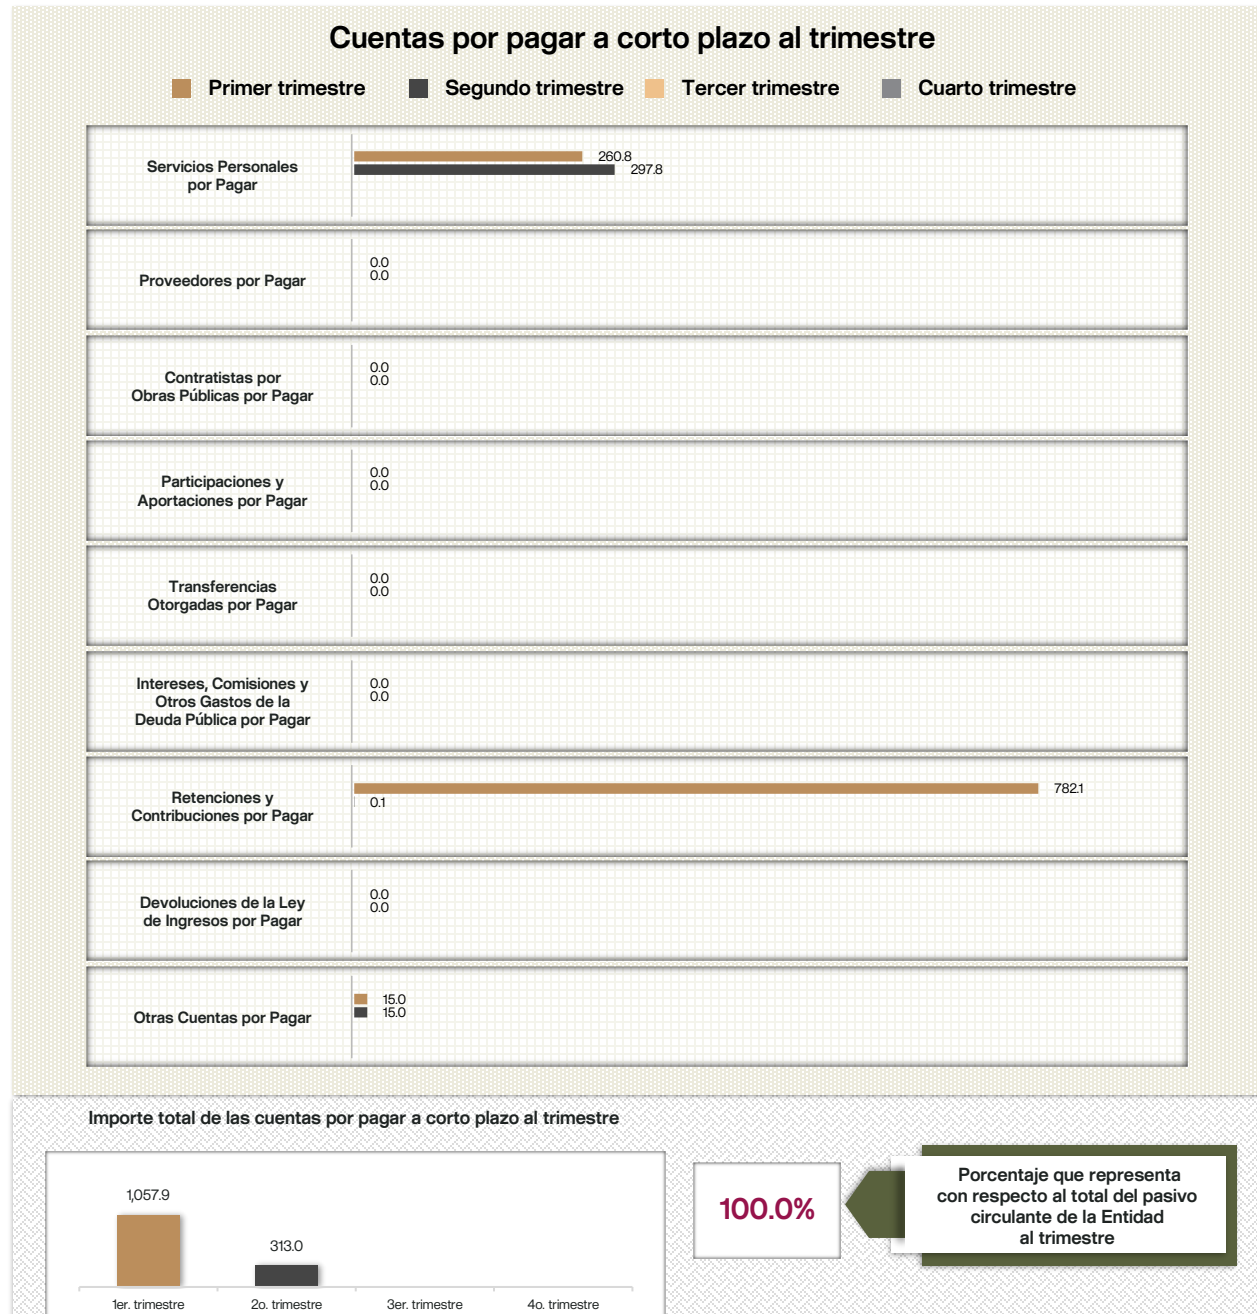 Cuentas por pagar a corto plazo al trimestre
Primer trimestre
Segundo trimestre
Tercer trimestre
Cuarto trimestre
Servicios Personales
por Pagar
260.8
297.8
Proveedores por Pagar
0.0
0.0
Contratistas por
Obras Públicas por Pagar
0.0
0.0
Participaciones y
Aportaciones por Pagar
0.0
0.0
Transferencias
Otorgadas por Pagar
0.0
0.0
Intereses, Comisiones y
Otros Gastos de la
Deuda Pública por Pagar
0.0
0.0
Retenciones y
Contribuciones por Pagar
782.1
0.1
Devoluciones de la Ley
de Ingresos por Pagar
0.0
0.0
Otras Cuentas por Pagar
15.0
15.0
Importe total de las cuentas por pagar a corto plazo al trimestre
1,057.9
313.0
1er. trimestre
2o. trimestre
3er. trimestre
4o. trimestre
100.0%
Porcentaje que representa
con respecto al total del pasivo
circulante de la Entidad
al trimestre